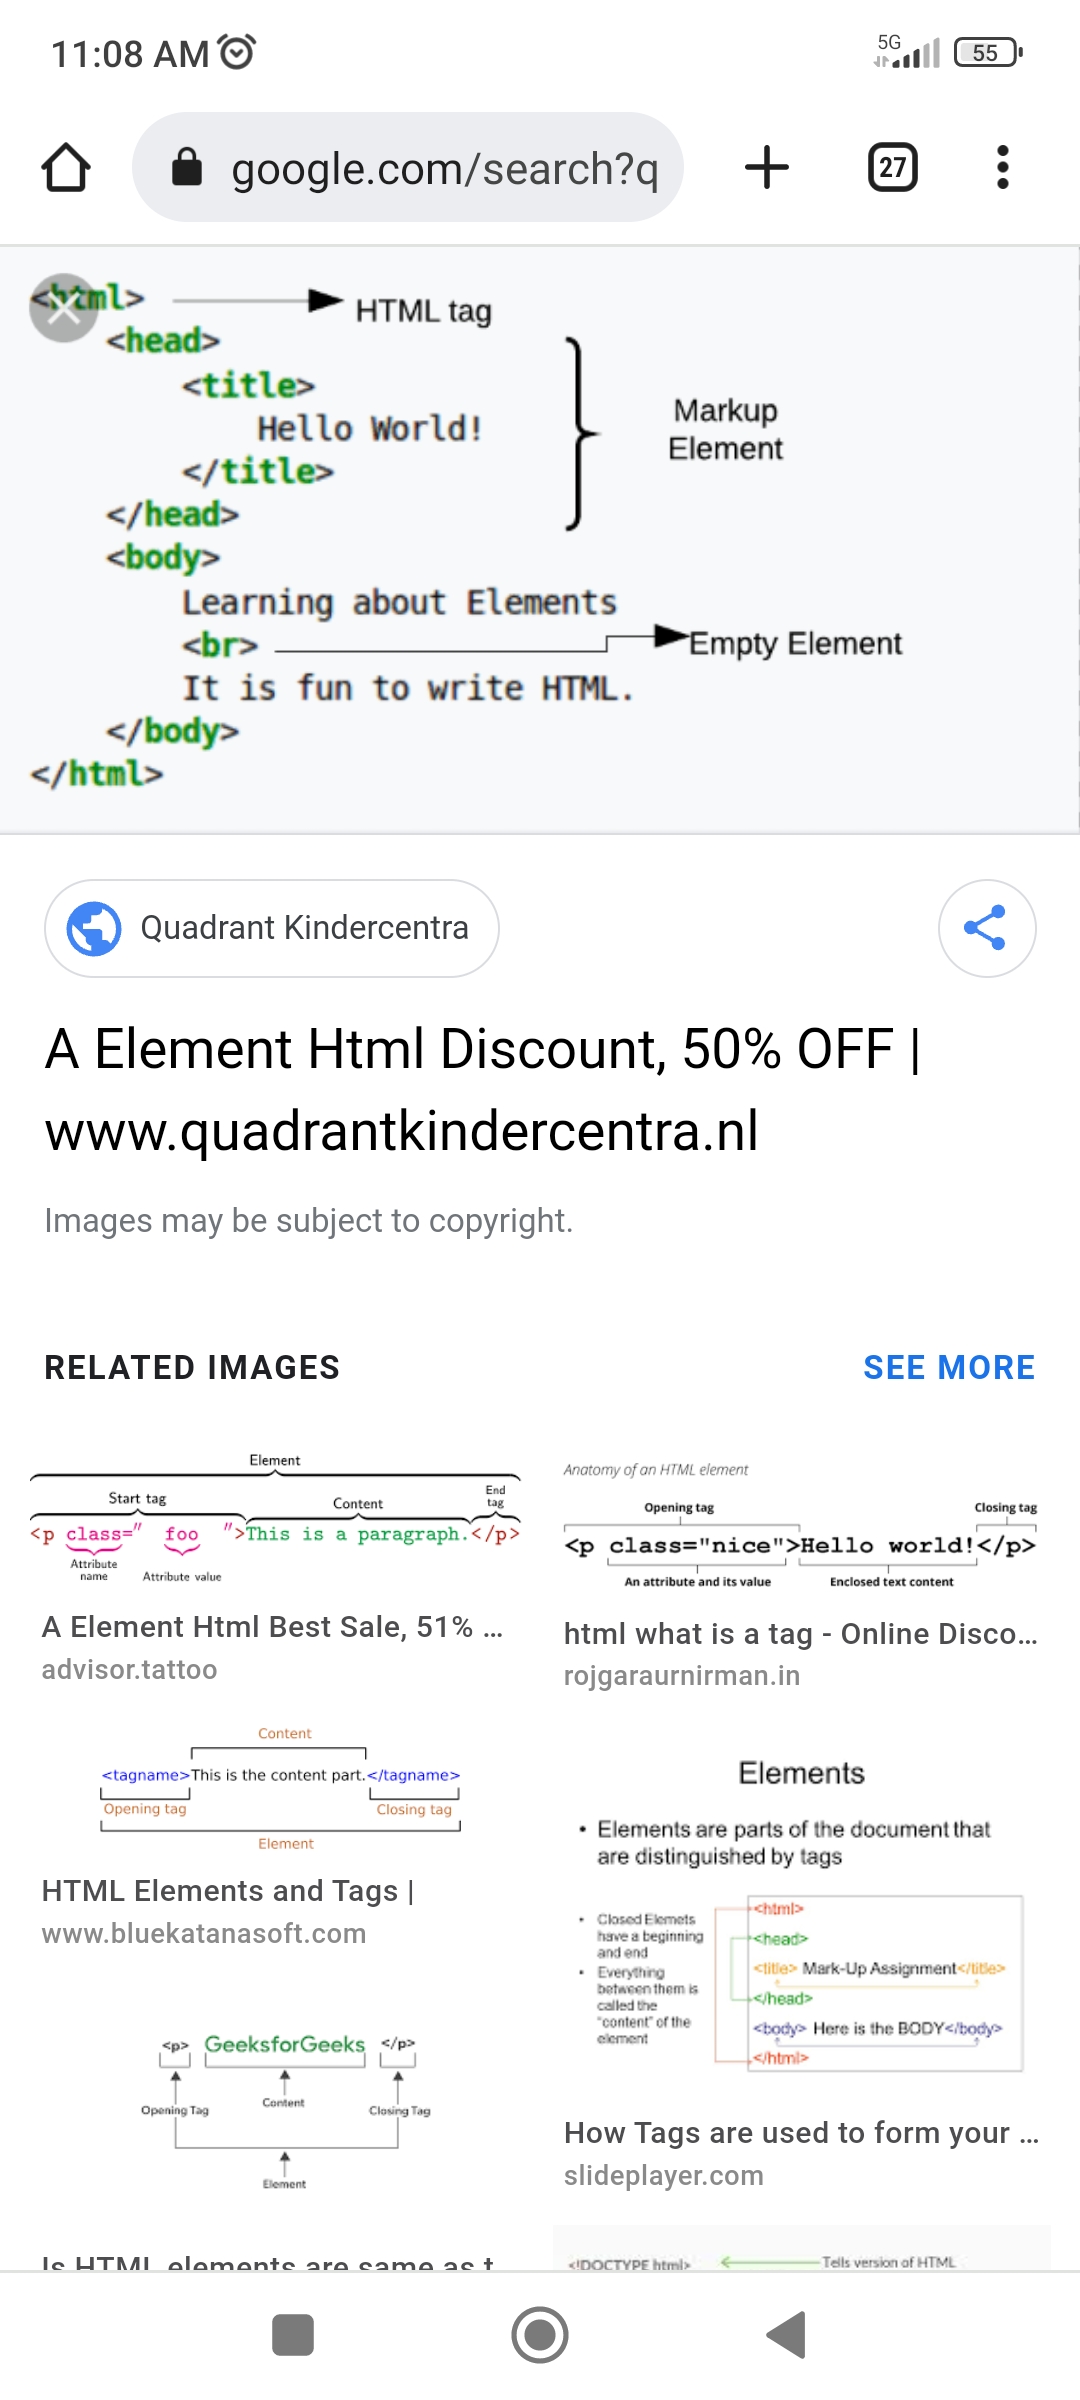 11:08 AM
5G
55
google.com/search?q
27
<html>
HTML tag
<head>
<title>
Hello World!
</title>
Markup
Element
</head>
<body>
Learning about Elements
<br>
Empty Element
It is fun to write HTML.
</body>
</html>
Quadrant Kindercentra
A Element Html Discount, 50% OFF |
www.quadrantkindercentra.nl
Images may be subject to copyright.
RELATED IMAGES
SEE MORE
Element
Start tag
Content
End
tag
<p class=" foo ">This is a paragraph.</p>
Attribute
name
Attribute value
A Element Html Best Sale, 51% ...
advisor.tattoo
Anatomy of an HTML element
Opening tag
Closing tag
<p class="nice">Hello world!</p>
An attribute and its value
Enclosed text content
html what is a tag - Online Disco...
rojgaraurnirman.in
Content
<tagname>This is the content part.</tagname>
Opening tag
Closing tag
Element
HTML Elements and Tags |
www.bluekatanasoft.com
Elements
• Elements are parts of the document that
are distinguished by tags
• Closed Elemets
have a beginning
and end
• Everything
between them is
called the
"content" of the
element
<html>
<head>
<title> Mark-Up Assignment</title>
</head>
<body> Here is the BODY</body>
</html>
How Tags are used to form your ...
slideplayer.com
<p> GeeksforGeeks </p>
Opening Tag
Content
Closing Tag
Element
Is HTML elements are same as t
<!DOCTYPE html>
Tells version of HTML